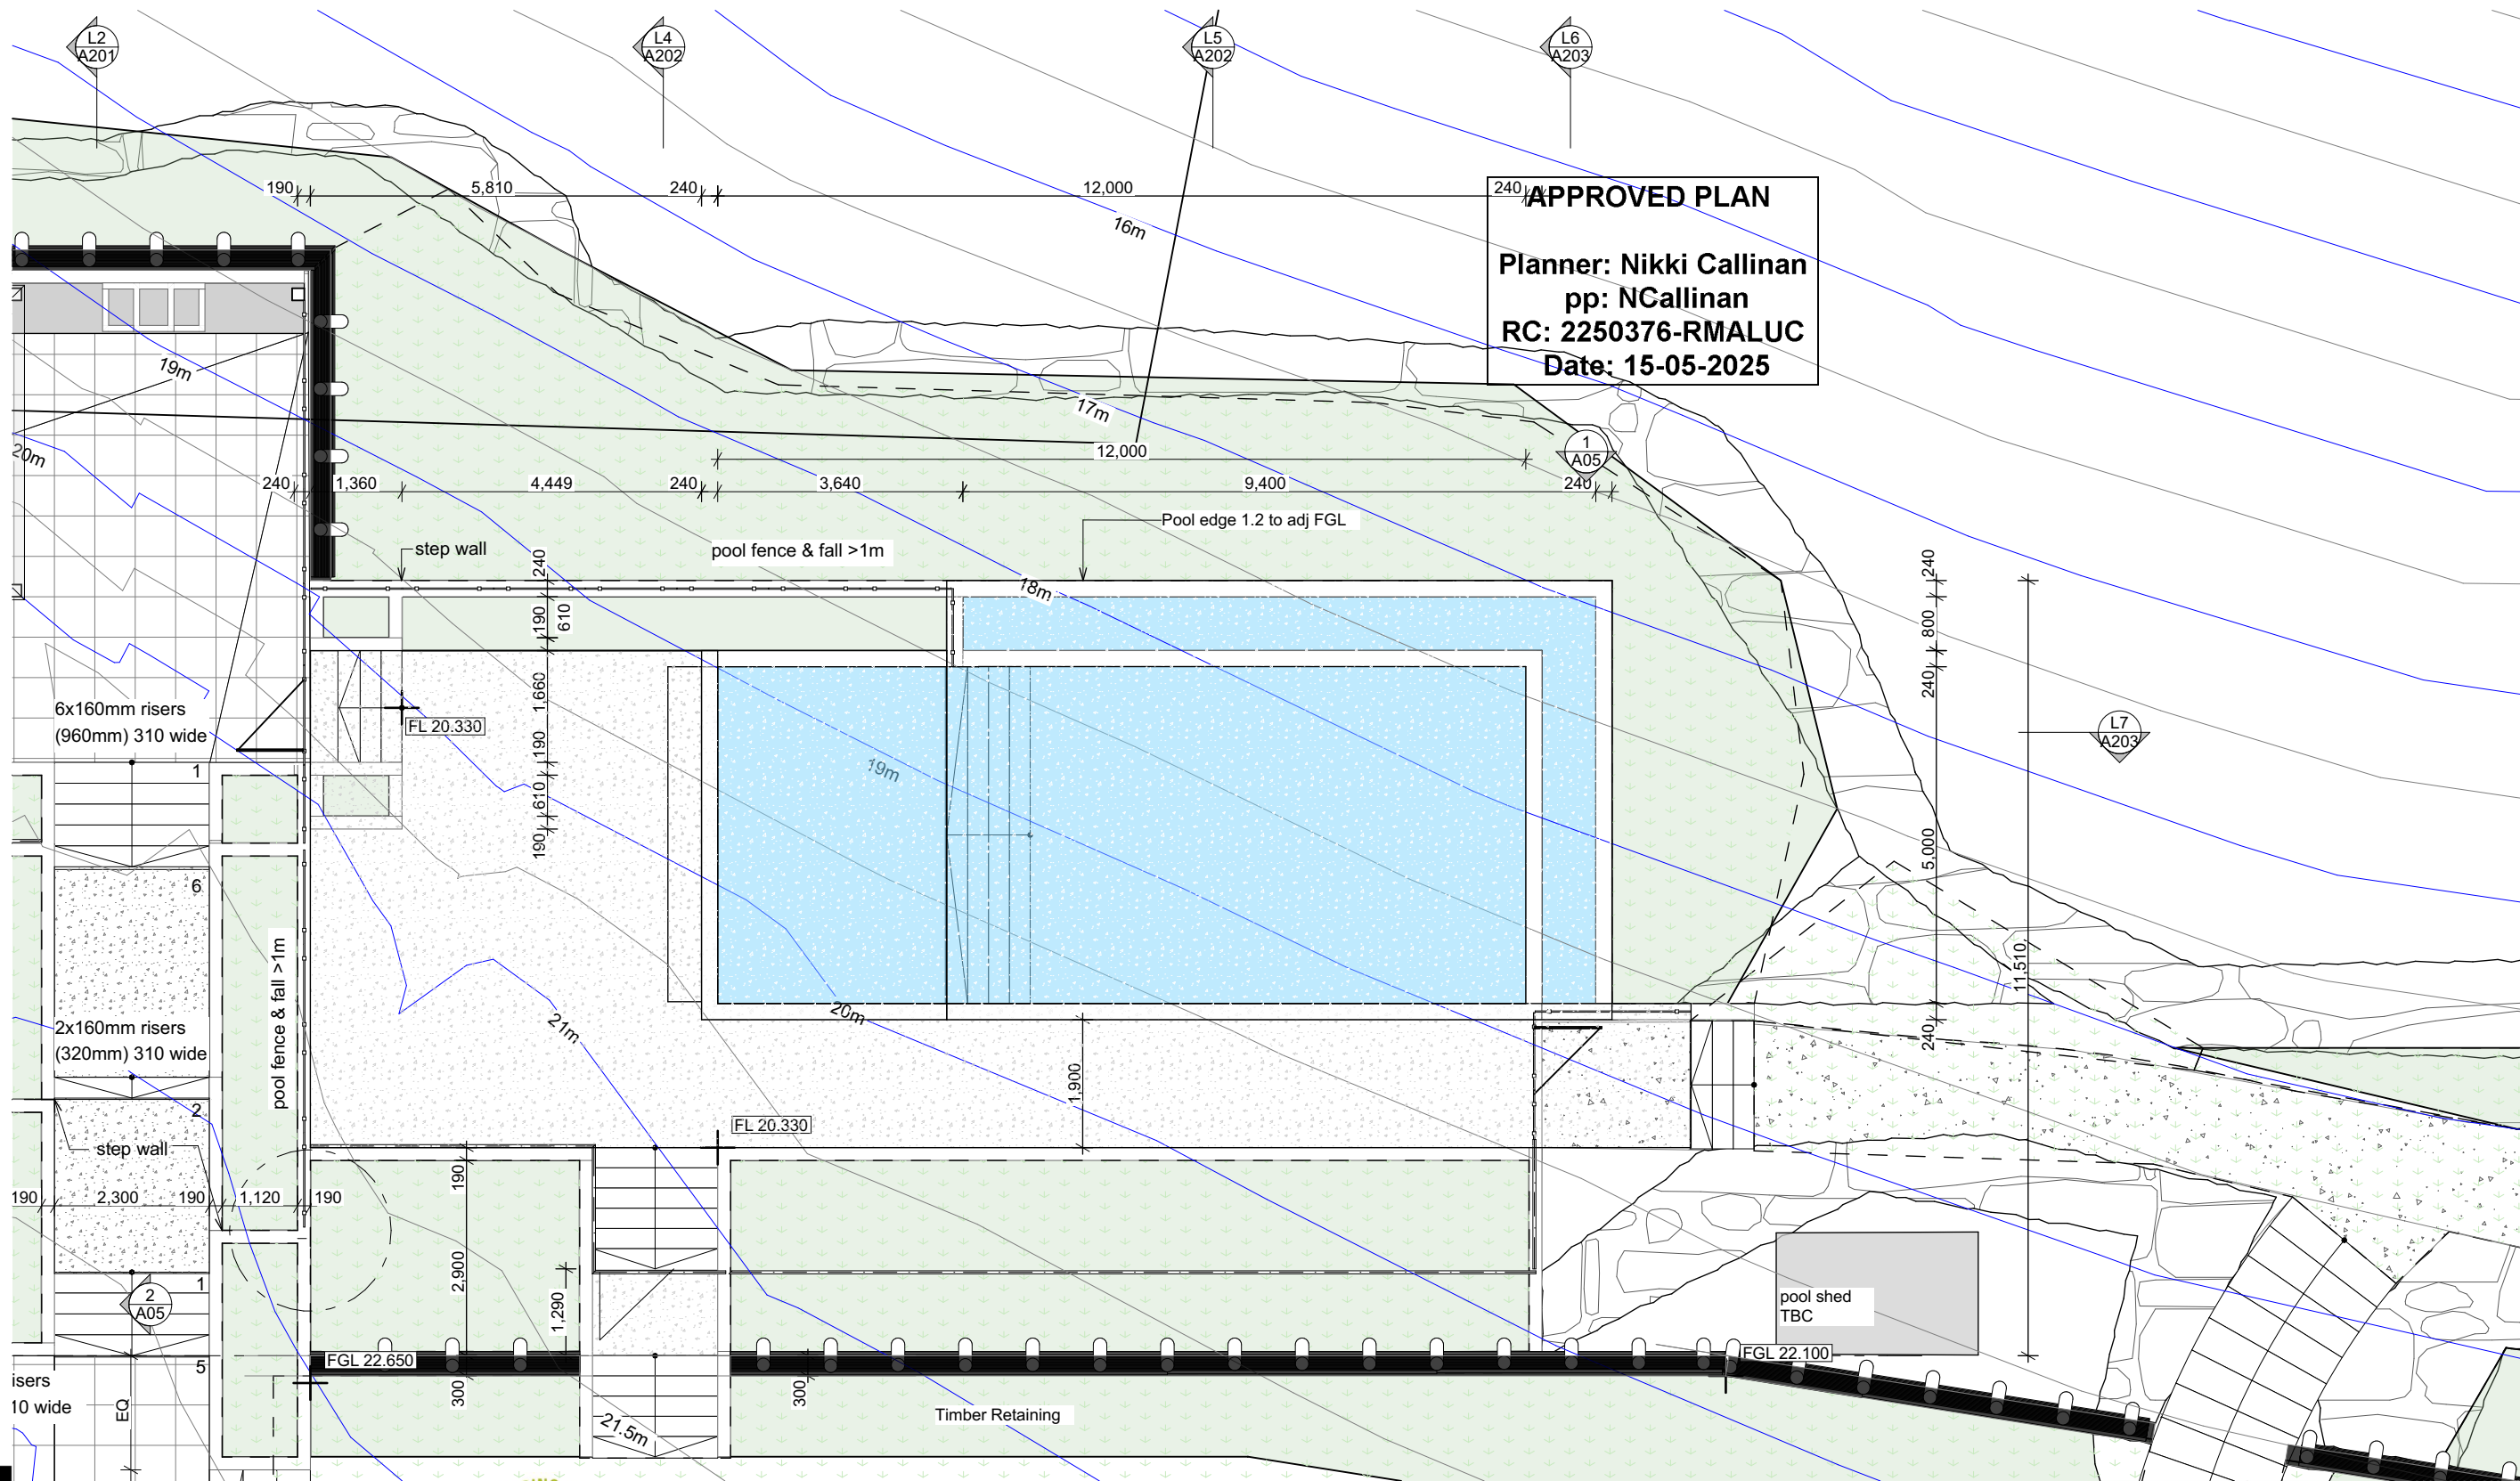 L2
A201
L4
A202
L5
A202
L6
A203
190
5,810
240
12,000
240
APPROVED PLAN
Planner: Nikki Callinan
pp: NCallinan
RC: 2250376-RMALUC
Date: 15-05-2025
16m
19m
17m
20m
12,000
1
A05
240
1,360
4,449
240
3,640
9,400
240
Pool edge 1.2 to adj FGL
step wall
pool fence & fall >1m
240
190
610
18m
240
800
240
1,660
6x160mm risers
(960mm) 310 wide
FL 20.330
L7
A203
190
19m
1
610
190
5,000
6
11,510
pool fence & fall >1m
20m
21m
2x160mm risers
(320mm) 310 wide
240
1,900
2
FL 20.330
step wall
190
190
2,300
190
1,120
190
2,900
1
2
A05
1,290
pool shed
TBC
5
FGL 22.650
FGL 22.100
isers
10 wide
EQ
300
300
21.5m
Timber Retaining